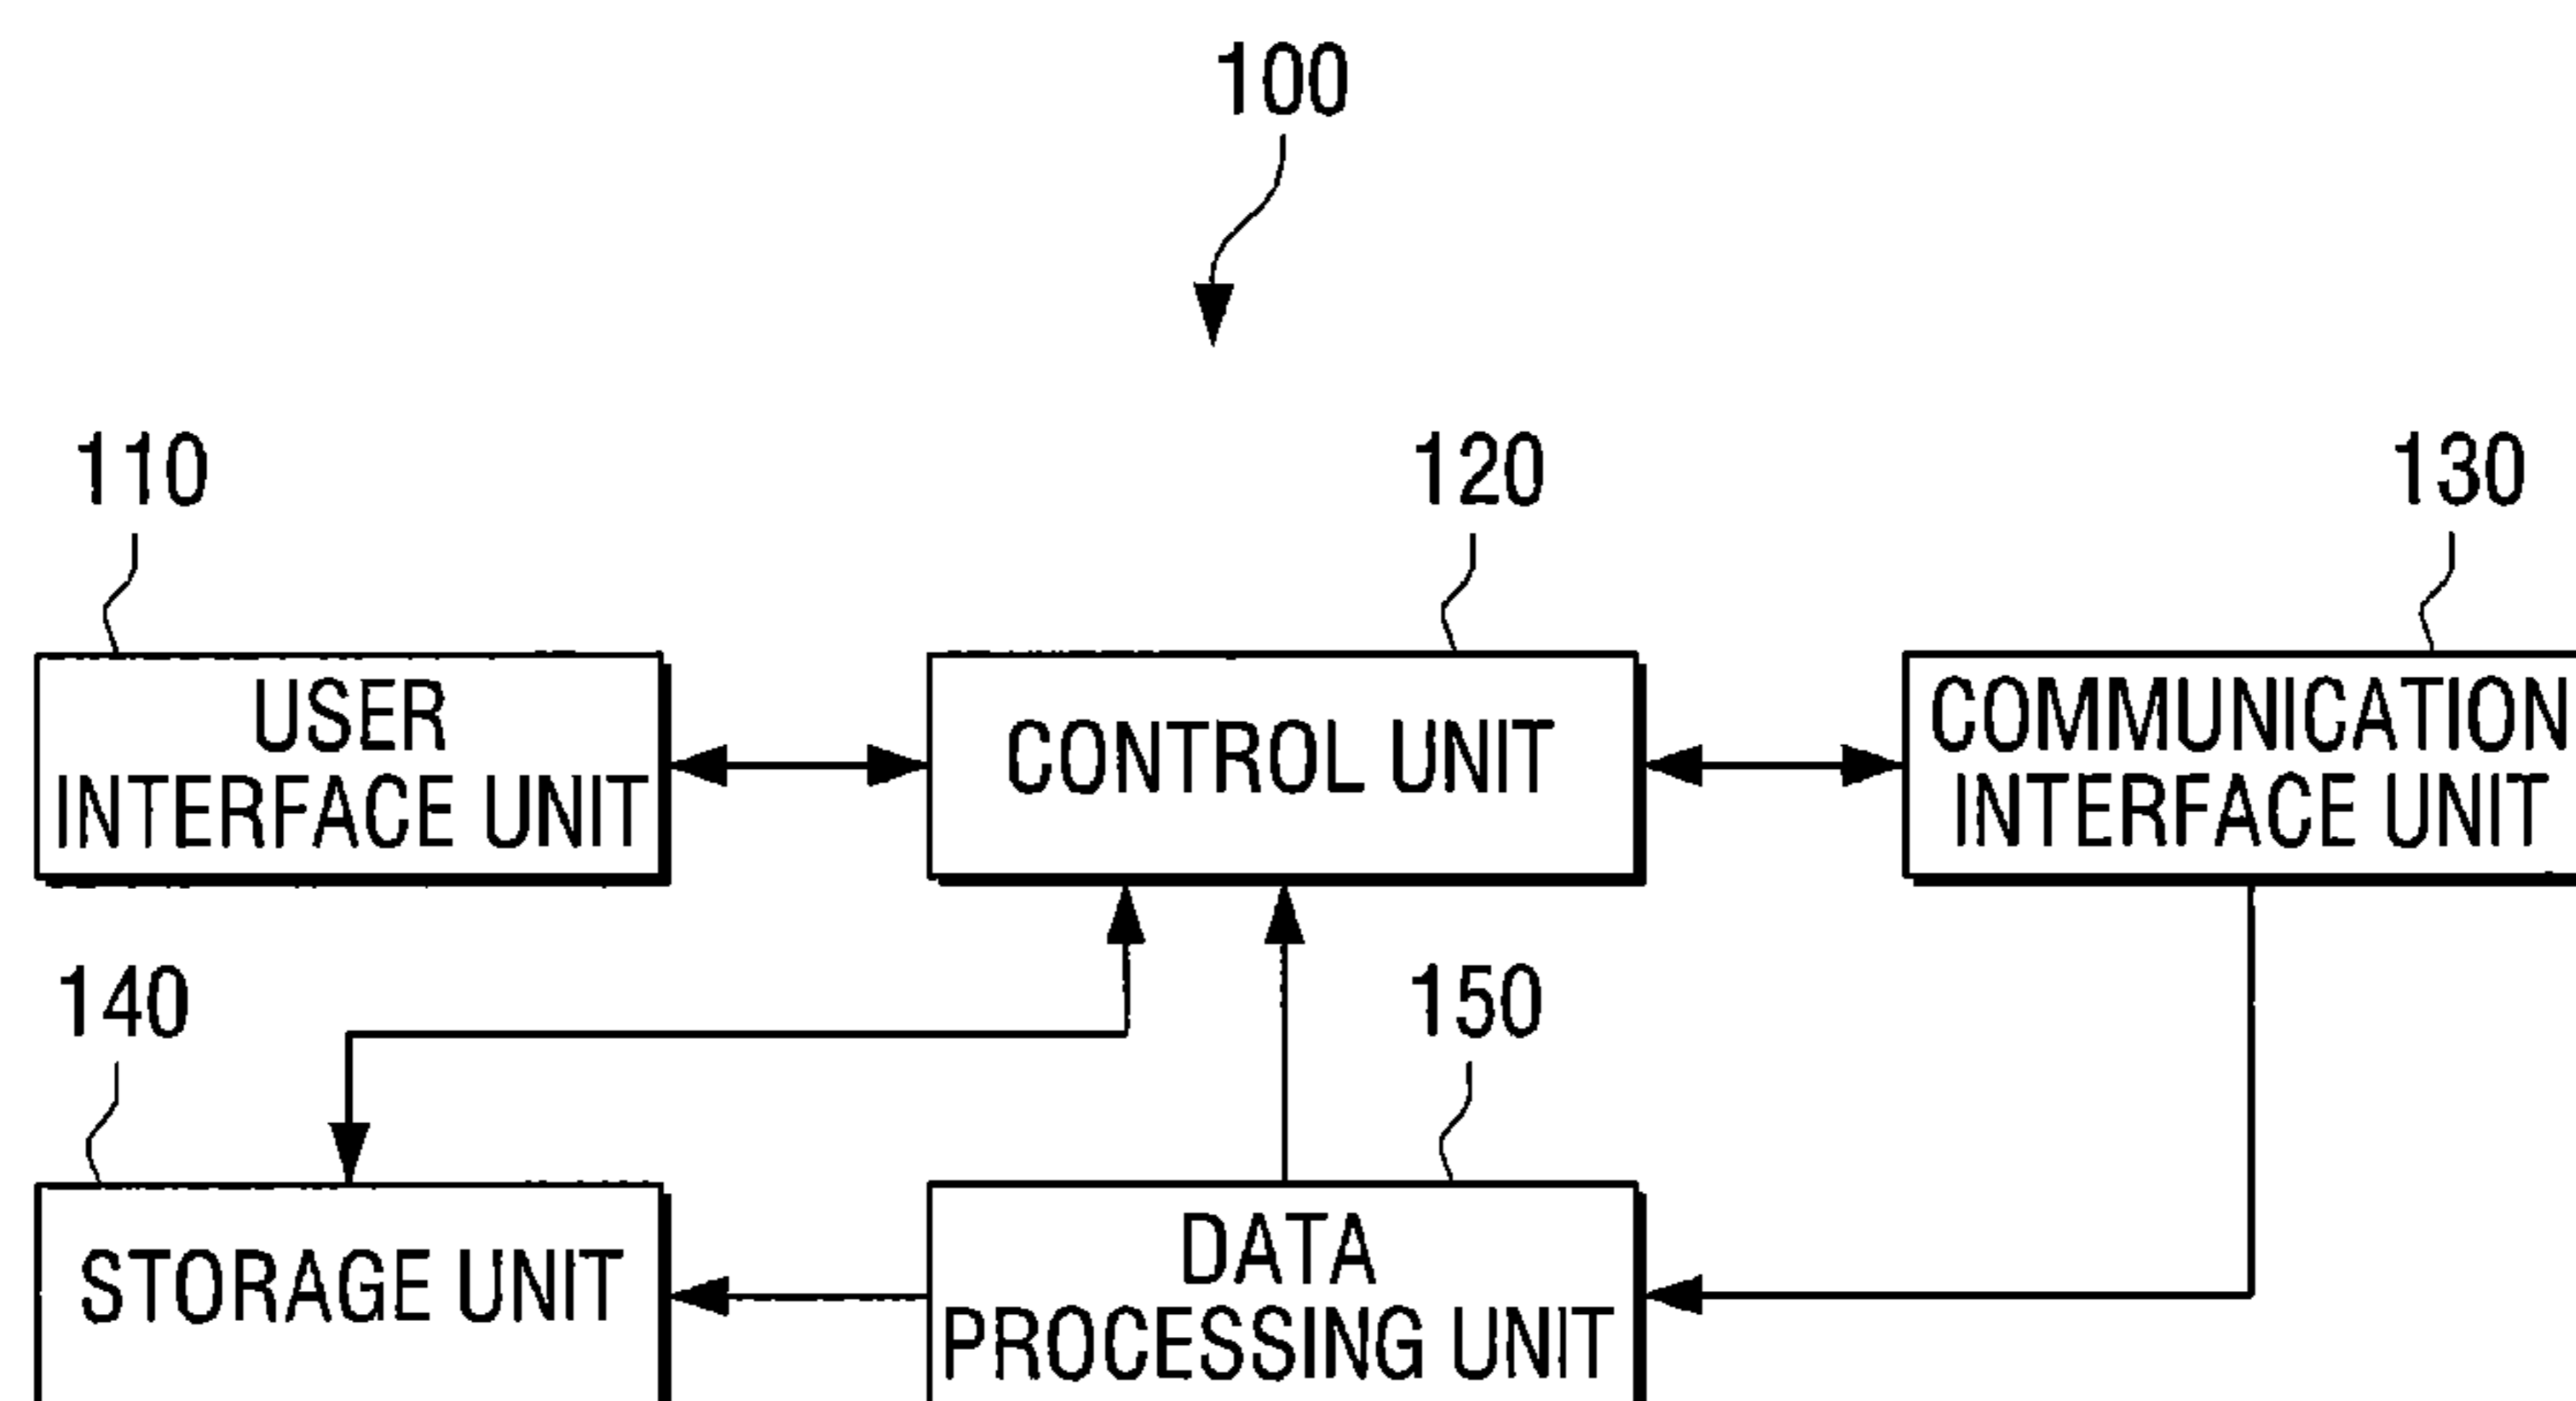 100
110
120
130
USER
INTERFACE UNIT
CONTROL UNIT
COMMUNICATION
INTERFACE UNIT
140
150
STORAGE UNIT
DATA
PROCESSING UNIT